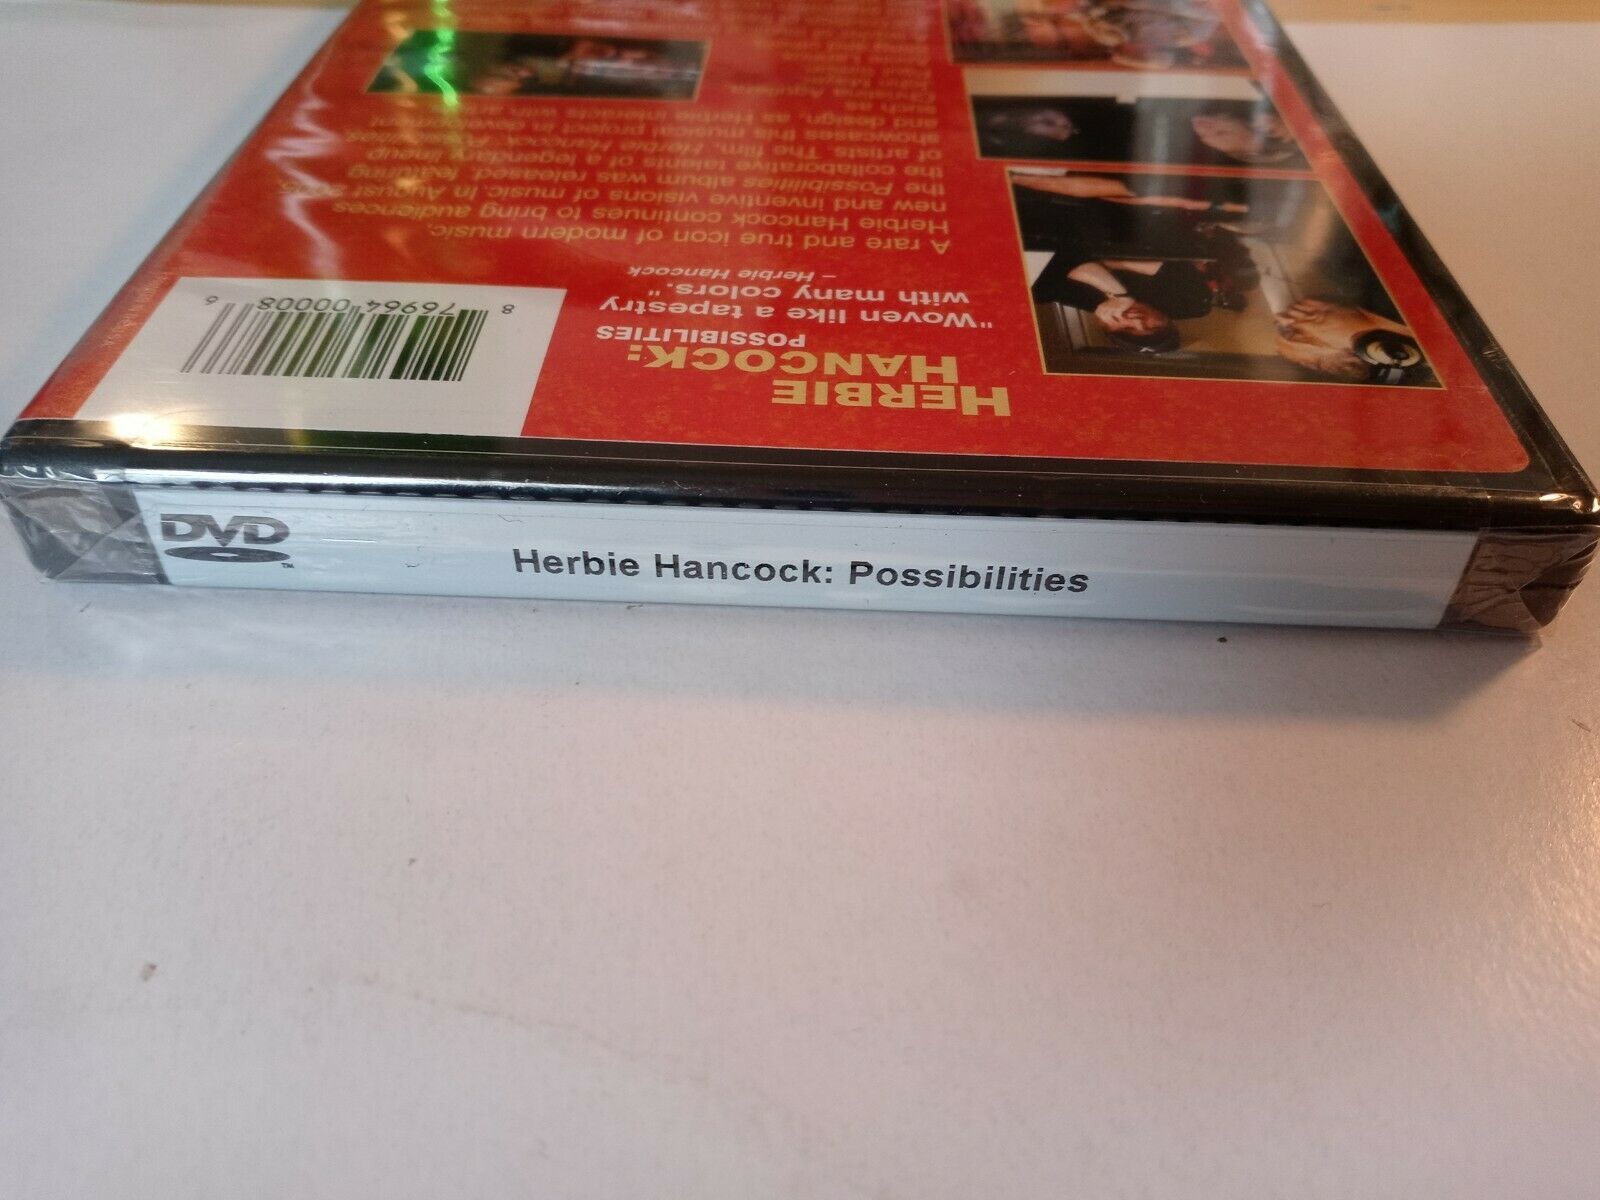 DVD
TM
Herbie Hancock: Possibilities
HERBIE
HANCOCK:
POSSIBILITIES
"Woven like a tapestry
with many colors."
– Herbie Hancock
A rare and true icon of modern music,
Herbie Hancock continues to bring audiences
new and inventive visions of music. In August
the Possibilities album was released, featuring
the collaborative talents of a legendary lineup
of artists. The film, Herbie Hancock: Possibilities,
showcases this musical project in
and design, as Herbie interacts with
such as
Christina Aguilera,
8 76964 00008 6